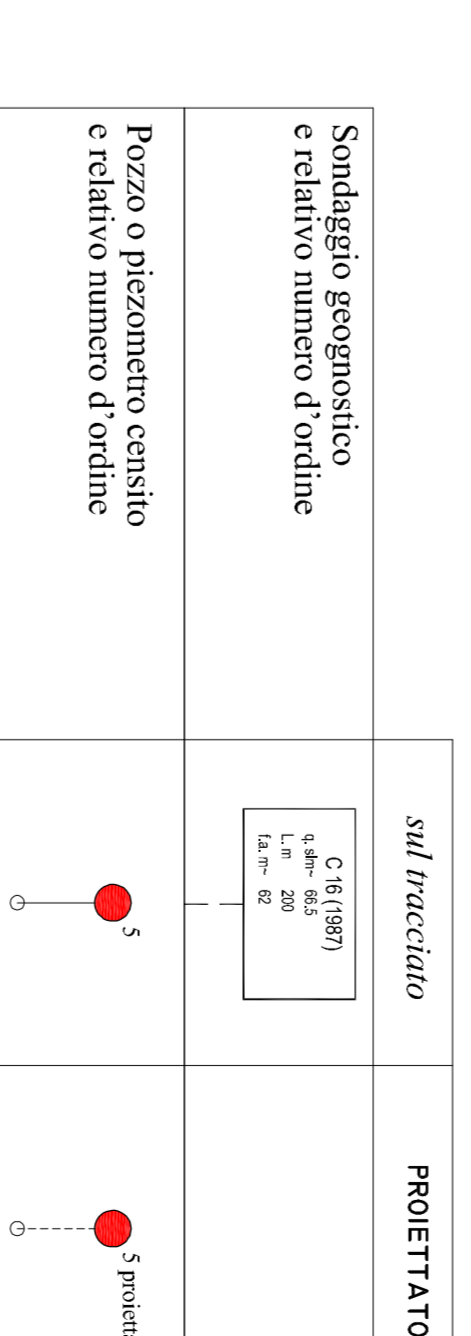 sul tracciato
PROIETTATO
Sondaggio geognostico
e relativo numero d'ordine
C 16 (1987)
q. slm~ 66.5
L. m 200
f.a. m~ 62
Pozzo o piezometro censito
e relativo numero d'ordine
5
5